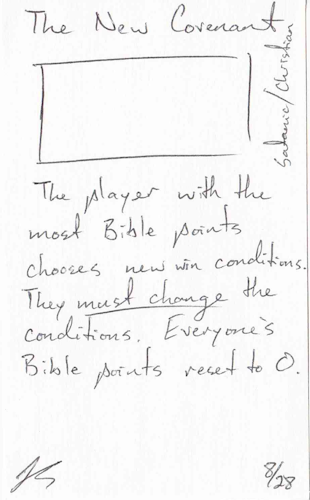 The New Covenant
Satanic/Christian
The player with the
most Bible points
chooses new win conditions.
They must change the
conditions. Everyone's
Bible points reset to 0.
8/28